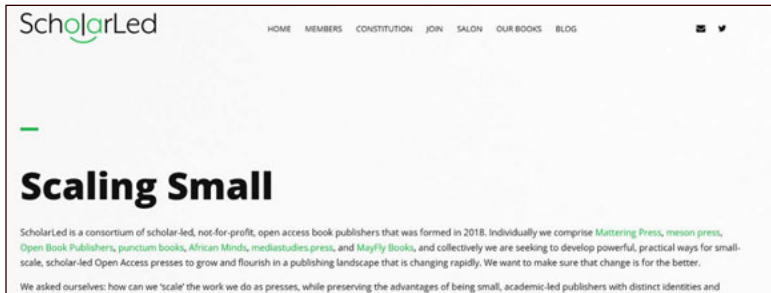 ScholarLed
HOME MEMBERS CONSTITUTION JOIN SALON OUR BOOKS BLOG
Scaling Small
ScholarLed is a consortium of scholar-led, not-for-profit, open access book publishers that was formed in 2018. Individually we comprise Mattering Press, meson press,
Open Book Publishers, punctum books, African Minds, mediastudies.press, and MayFly Books, and collectively we are seeking to develop powerful, practical ways for small-
scale, scholar-led Open Access presses to grow and flourish in a publishing landscape that is changing rapidly. We want to make sure that change is for the better.
We asked ourselves: how can we 'scale' the work we do as presses, while preserving the advantages of being small, academic-led publishers with distinct identities and